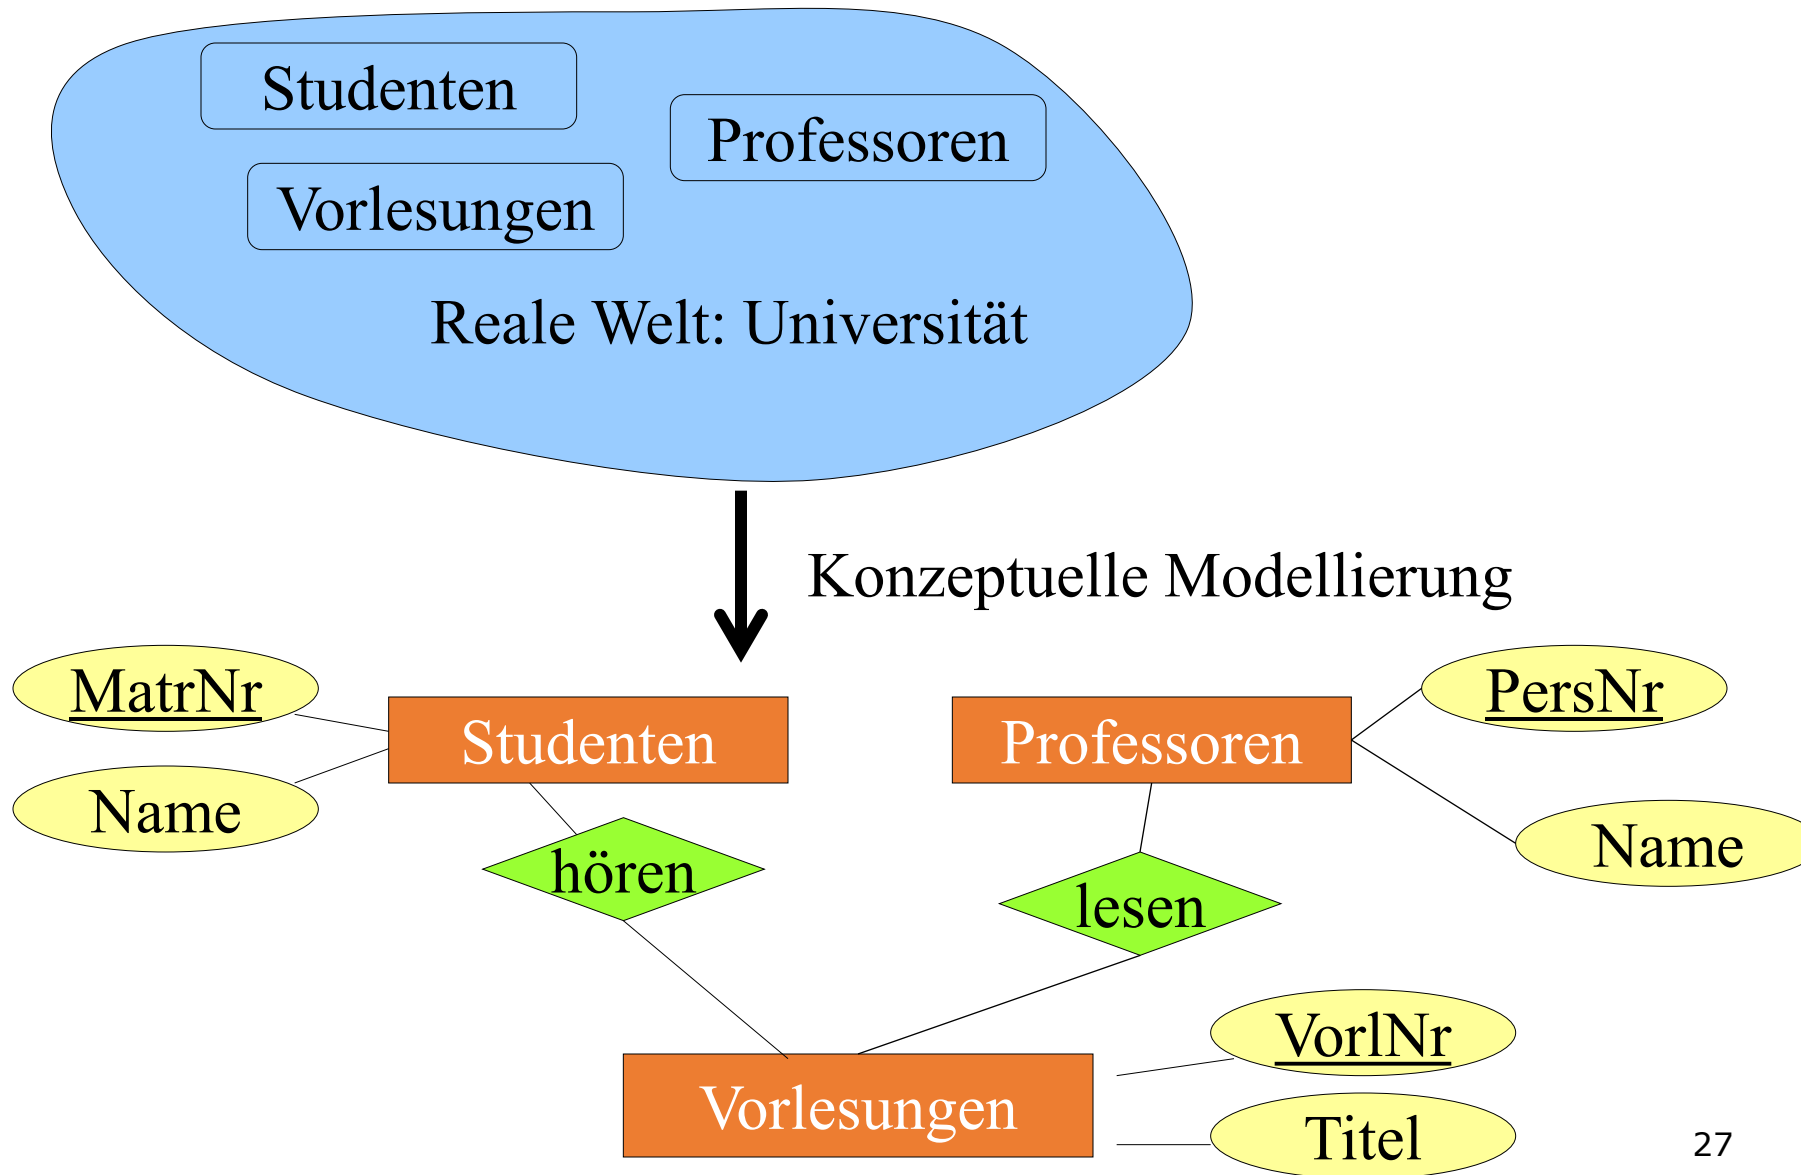 Studenten
Professoren
Vorlesungen
Reale Welt: Universität
Konzeptuelle Modellierung
MatrNr
PersNr
Studenten
Professoren
Name
Name
hören
lesen
VorlNr
Vorlesungen
Titel
27